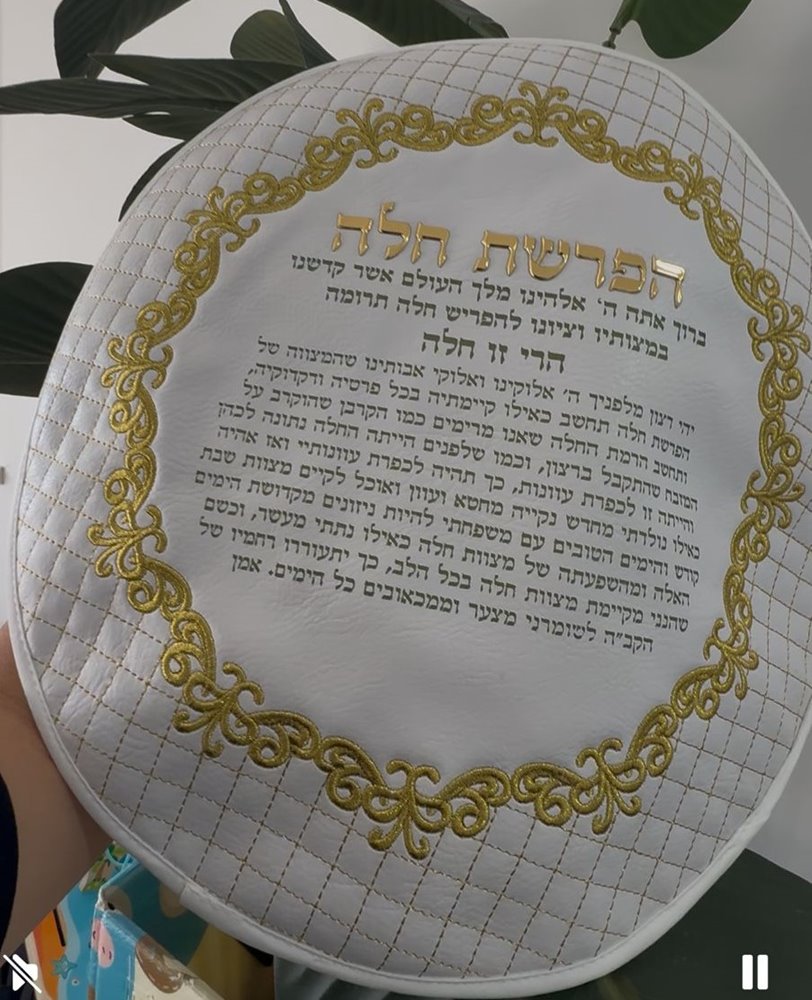 הפרשת חלה
ברוך אתה ה' אלהינו מלך העולם אשר קדשנו
במצותיו וציונו להפריש חלה תרומה
הרי זו חלה
יהי רצון מלפניך ה' אלוקינו ואלוקי אבותינו שהמצווה של
הפרשת חלה תחשב כאילו קיימתיה בכל פרטיה ודקדוקיה,
ותחשב הרמת החלה שאנו מרימים כמו הקרבן שהוקרב על
המזבח שהתקבל ברצון, וכמו שלפנים הייתה החלה נתונה לכהן
והייתה זו לכפרת עוונות, כך תהיה לכפרת עוונותיי ואז אהיה
כאילו נולדתי מחדש נקייה מחטא ועוון ואוכל לקיים מצוות שבת
קודש והימים הטובים עם משפחתי להיות ניזונים מקדושת הימים
האלה ומהשפעתה של מצוות חלה כאילו נתתי מעשר, וכשם
שהנני מקיימת מצוות חלה בכל הלב, כך יתעוררו רחמיו של
הקב"ה לשומרני מצער וממכאובים כל הימים. אמן